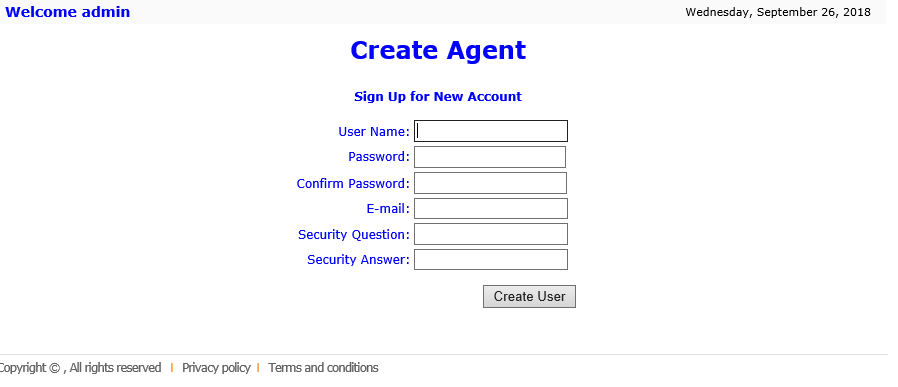 Welcome admin Wednesday, September 26, 2018
Create Agent
Sign Up for New Account
User Name:
Password:
Confirm Password:
E-mail:
Security Question:
Security Answer:
Create User
Copyright © , All rights reserved I Privacy policy I Terms and conditions